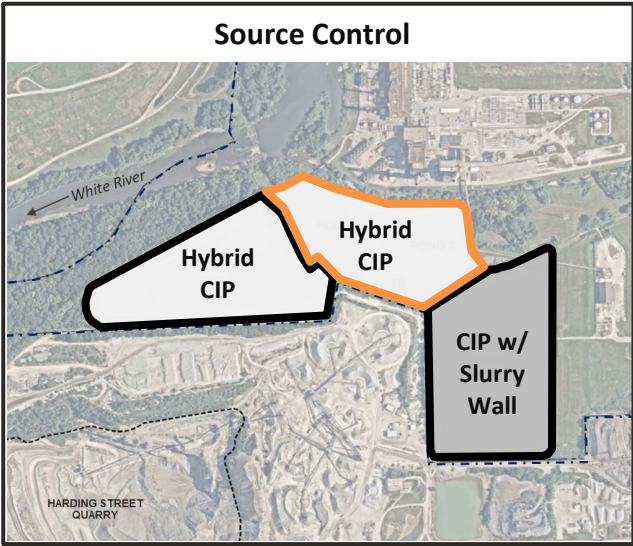 Source Control
White River
Hybrid
CIP
Hybrid
CIP
CIP w/
Slurry
Wall
HARDING STREET
QUARRY